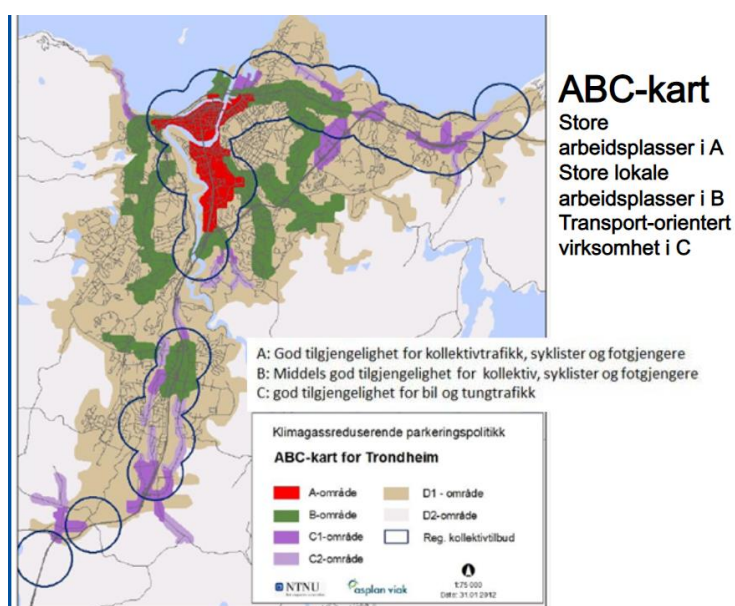 ABC-kart
Store
arbeidsplasser i A
Store lokale
arbeidsplasser i B
Transport-orientert
virksomhet i C
A: God tilgjengelighet for kollektivtrafikk, syklister og fotgjengere
B: Middels god tilgjengelighet for kollektiv, syklister og fotgjengere
C: god tilgjengelighet for bil og tungtrafikk
Klimagassreduserende parkeringspolitikk
ABC-kart for Trondheim
A-område
D1 - område
B-område
D2-område
C1-område
Reg. kollektivtilbud
C2-område
NTNU
asplan viak
1:75 000
Date: 31.01.2012